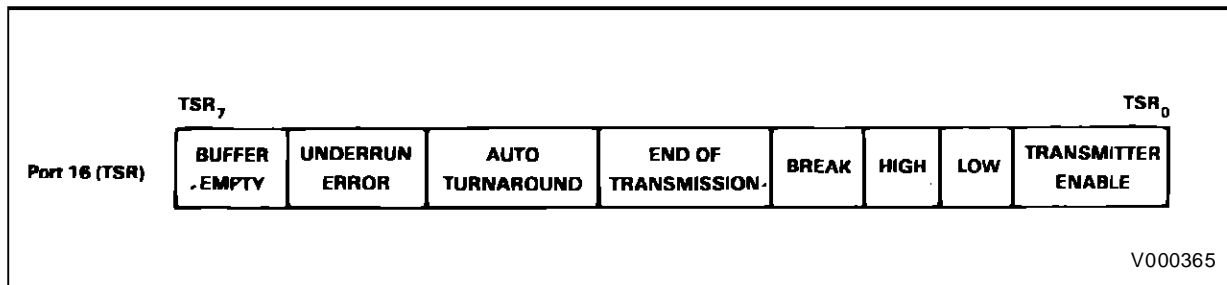 TSR7 TSR0
Port 16 (TSR)
BUFFER EMPTY
UNDERRUN ERROR
AUTO TURNAROUND
END OF TRANSMISSION
BREAK
HIGH
LOW
TRANSMITTER ENABLE
V000365